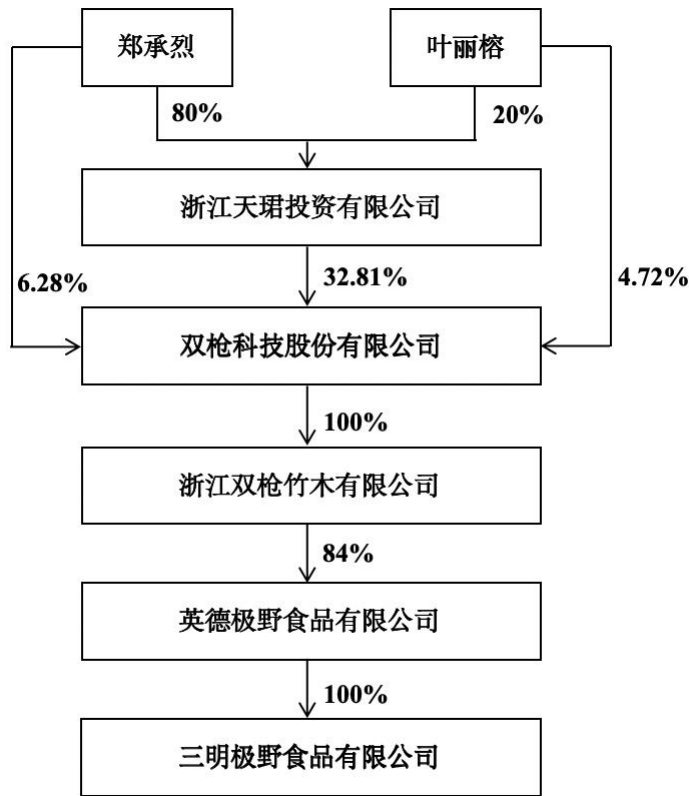 郑承烈
叶丽榕
80%
20%
浙江天珺投资有限公司
6.28%
32.81%
4.72%
双枪科技股份有限公司
100%
浙江双枪竹木有限公司
84%
英德极野食品有限公司
100%
三明极野食品有限公司